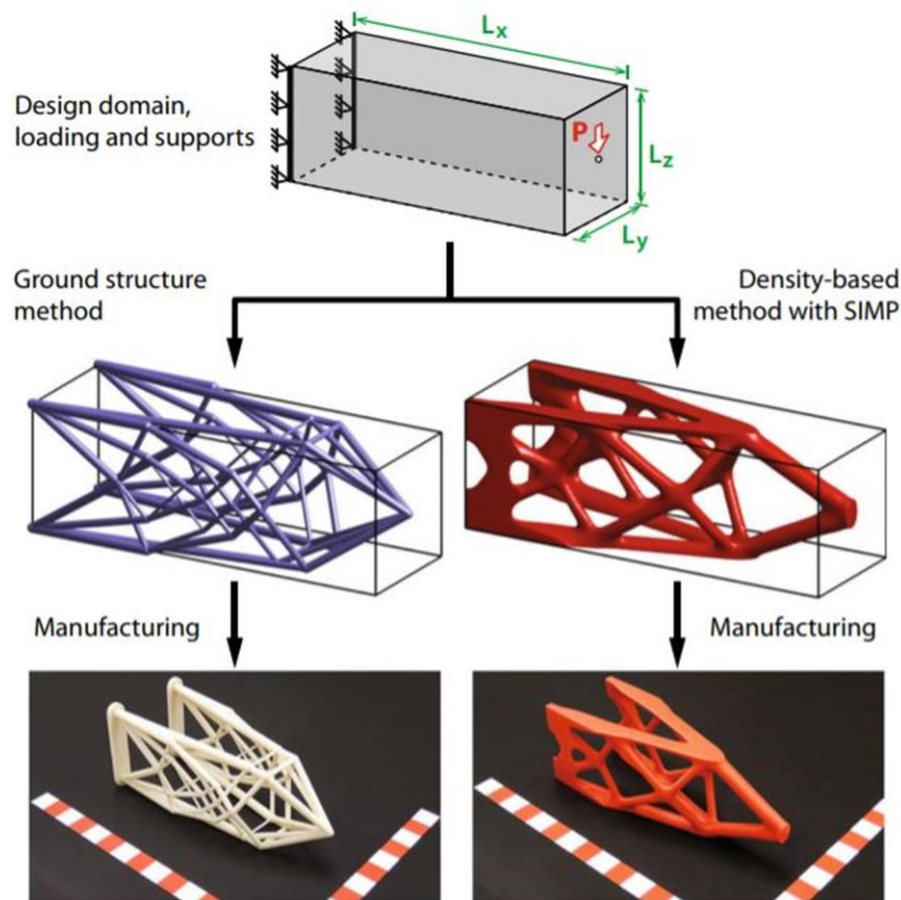 Lx
Design domain,
loading and supports
P
Lz
Ly
Ground structure
method
Density-based
method with SIMP
Manufacturing
Manufacturing